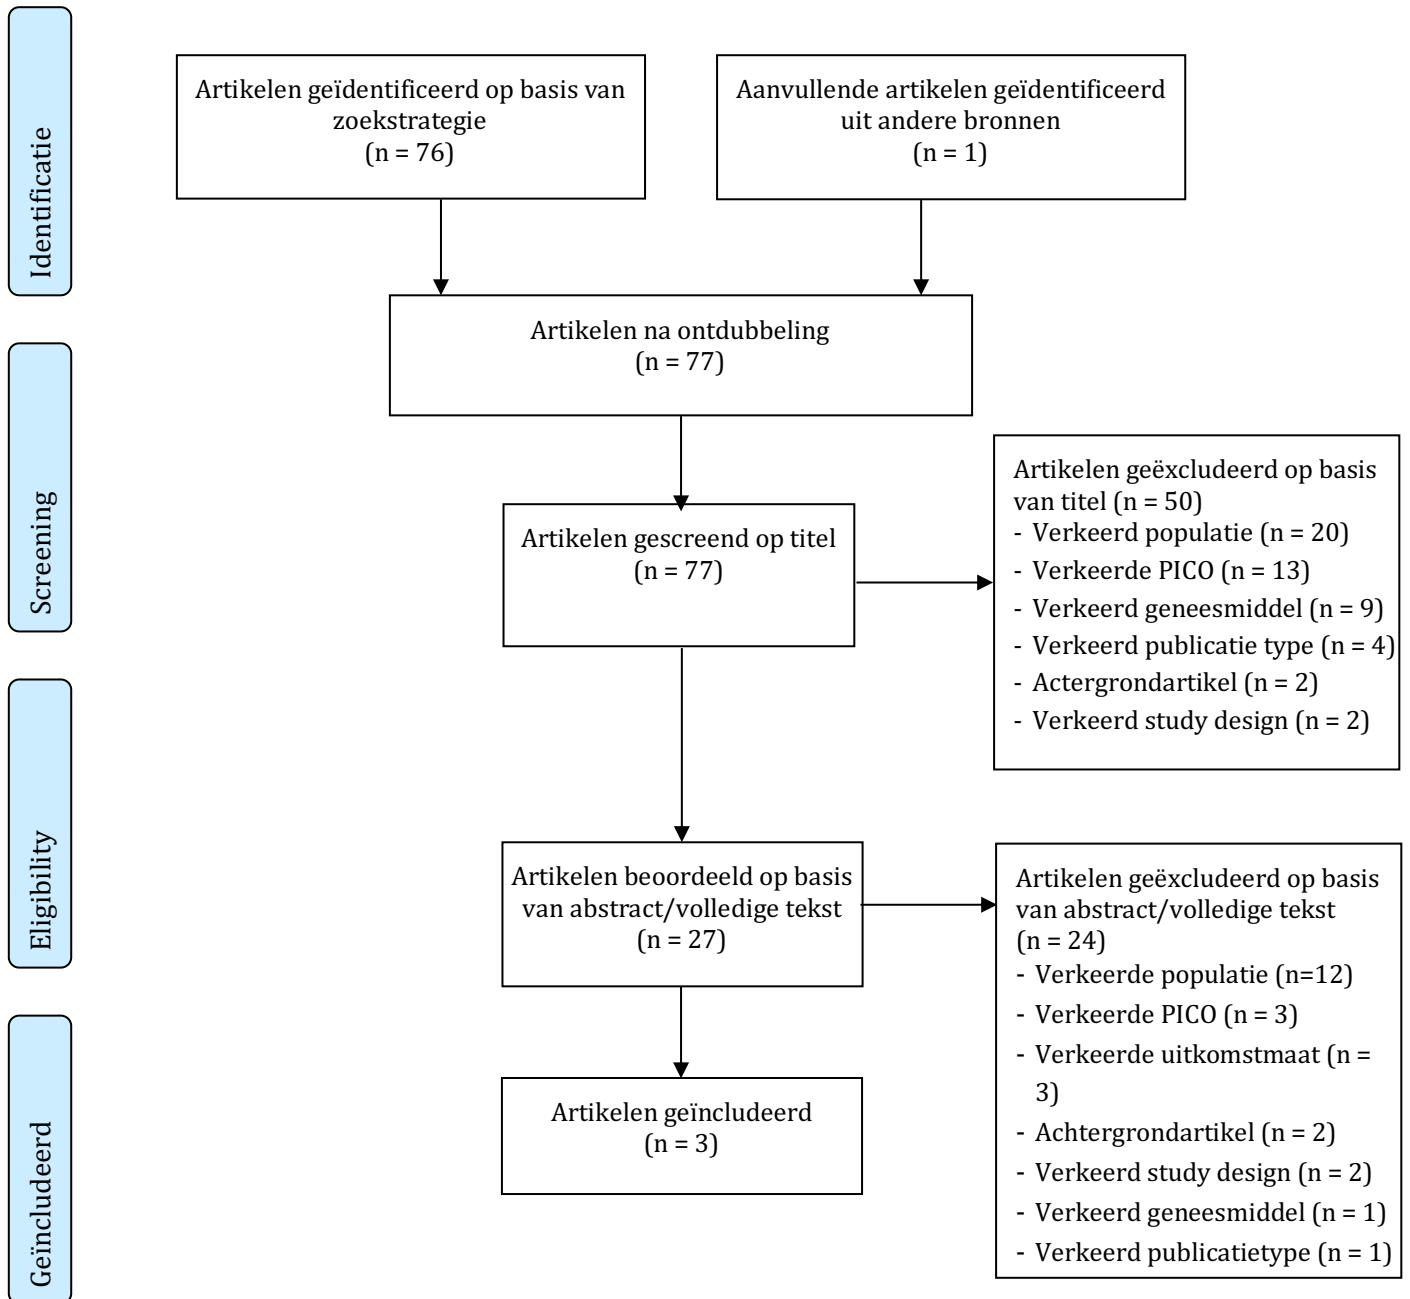 Identificatie
Artikelen geïdentificeerd op basis van
zoekstrategie
(n = 76)
Aanvullende artikelen geïdentificeerd
uit andere bronnen
(n = 1)
Artikelen na ontdubbeling
(n = 77)
Screening
Artikelen gescreend op titel
(n = 77)
Artikelen geëxcludeerd op basis
van titel (n = 50)
- Verkeerd populatie (n = 20)
- Verkeerde PICO (n = 13)
- Verkeerd geneesmiddel (n = 9)
- Verkeerd publicatie type (n = 4)
- Actergrondartikel (n = 2)
- Verkeerd study design (n = 2)
Eligibility
Artikelen beoordeeld op basis
van abstract/volledige tekst
(n = 27)
Artikelen geëxcludeerd op basis
van abstract/volledige tekst
(n = 24)
- Verkeerde populatie (n=12)
- Verkeerde PICO (n = 3)
- Verkeerde uitkomstmaat (n =
3)
- Achtergrondartikel (n = 2)
- Verkeerd study design (n = 2)
- Verkeerd geneesmiddel (n = 1)
- Verkeerd publicatietype (n = 1)
Geïncludeerd
Artikelen geïncludeerd
(n = 3)